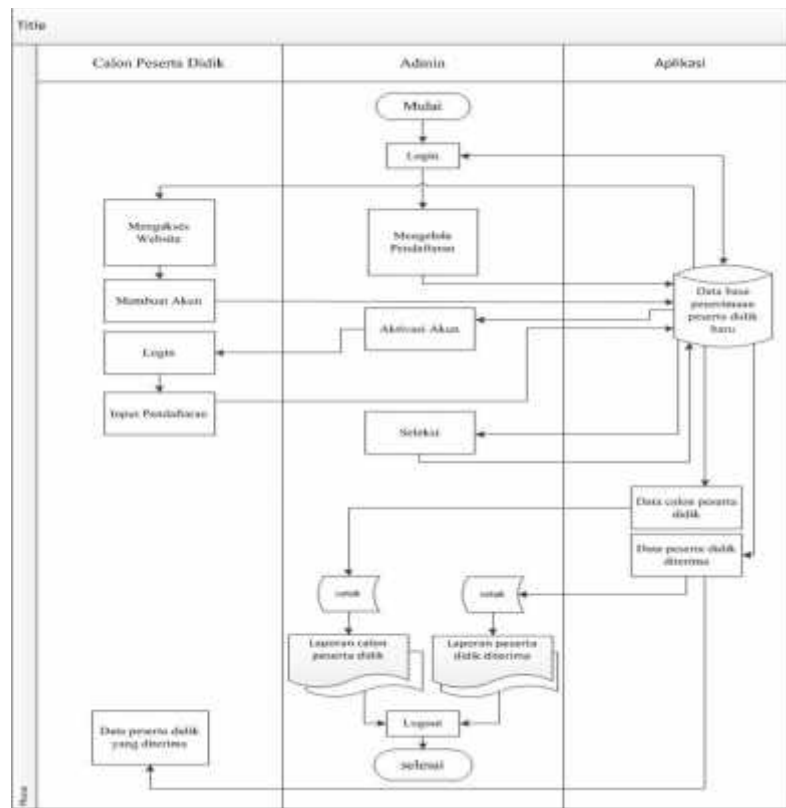 Title
Calon Peserta Didik
Admin
Aplikasi
Mulai
Login
Mengakses
Website
Mengelola
Pendaftaran
Data base
penerimaan
peserta didik
baru
Membuat Akun
Aktivasi Akun
Login
Input Pendaftaran
Seleksi
Data calon peserta
didik
Data peserta didik
diterima
cetak
cetak
Laporan calon
peserta didik
Laporan peserta
didik diterima
Data peserta didik
yang diterima
Logout
selesai